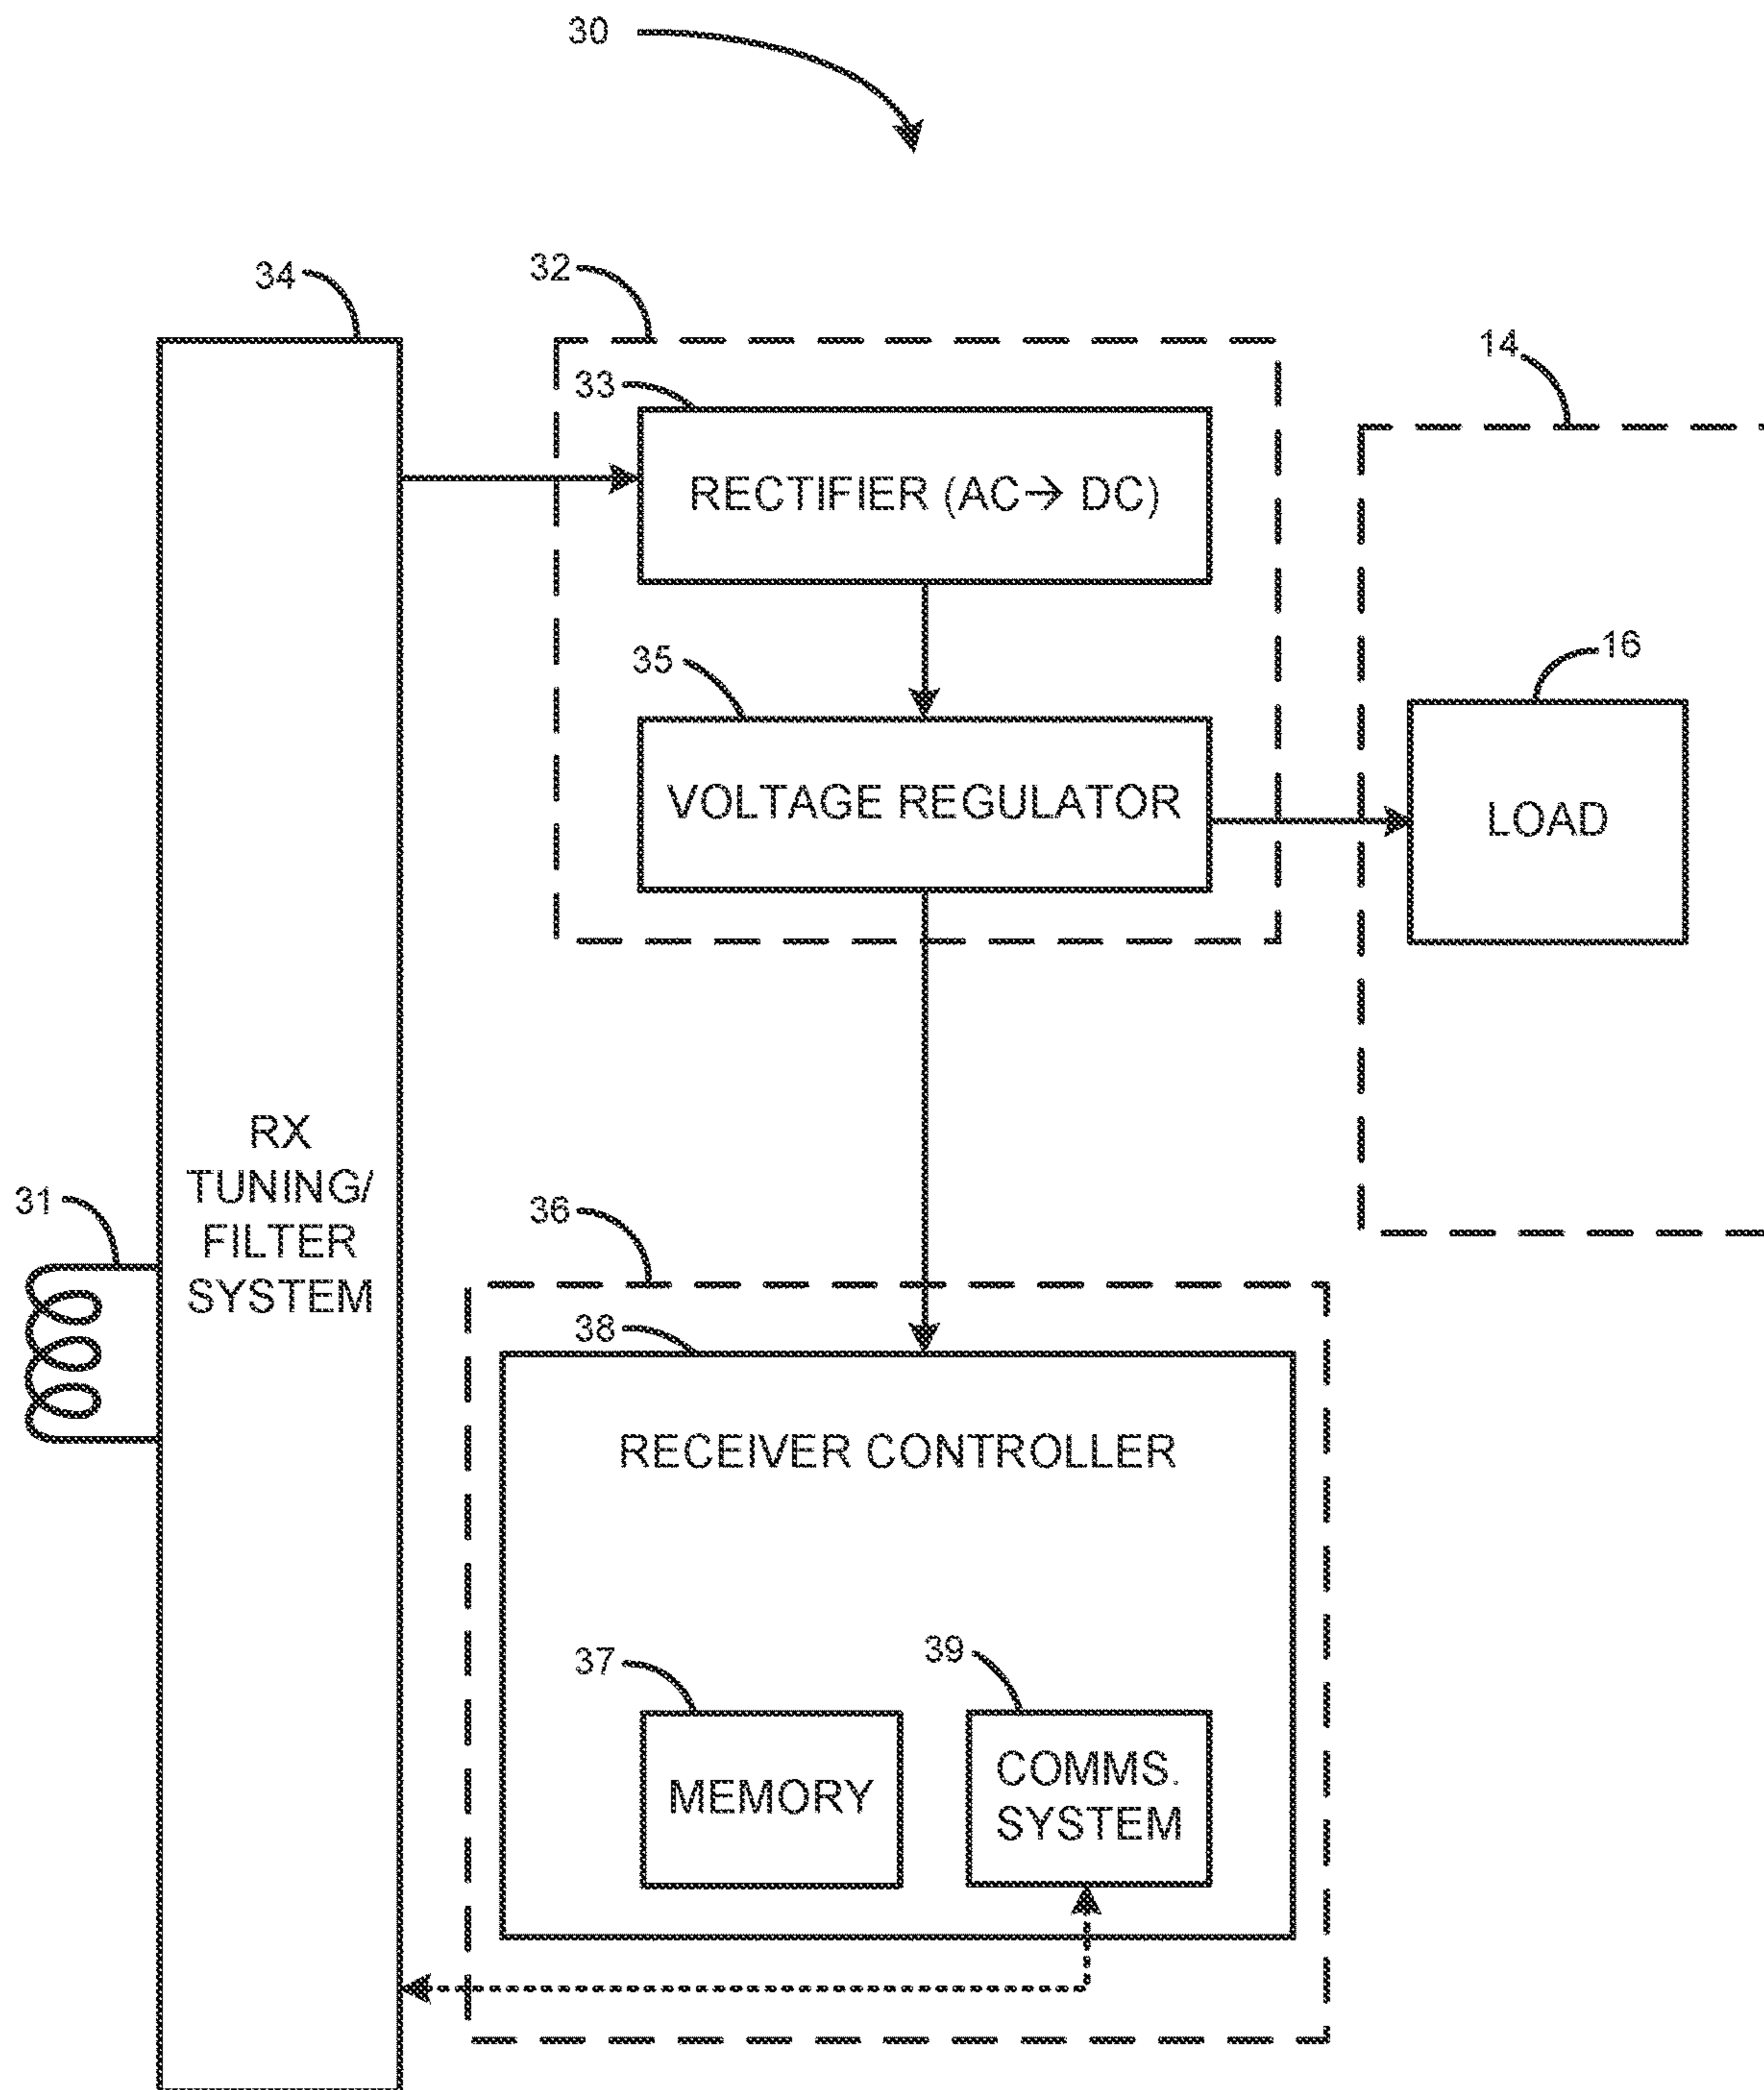 30
34
32
14
33
RECTIFIER (AC→ DC)
35
16
VOLTAGE REGULATOR
LOAD
RX
TUNING/
FILTER
SYSTEM
31
36
38
RECEIVER CONTROLLER
37
39
MEMORY
COMMS.
SYSTEM